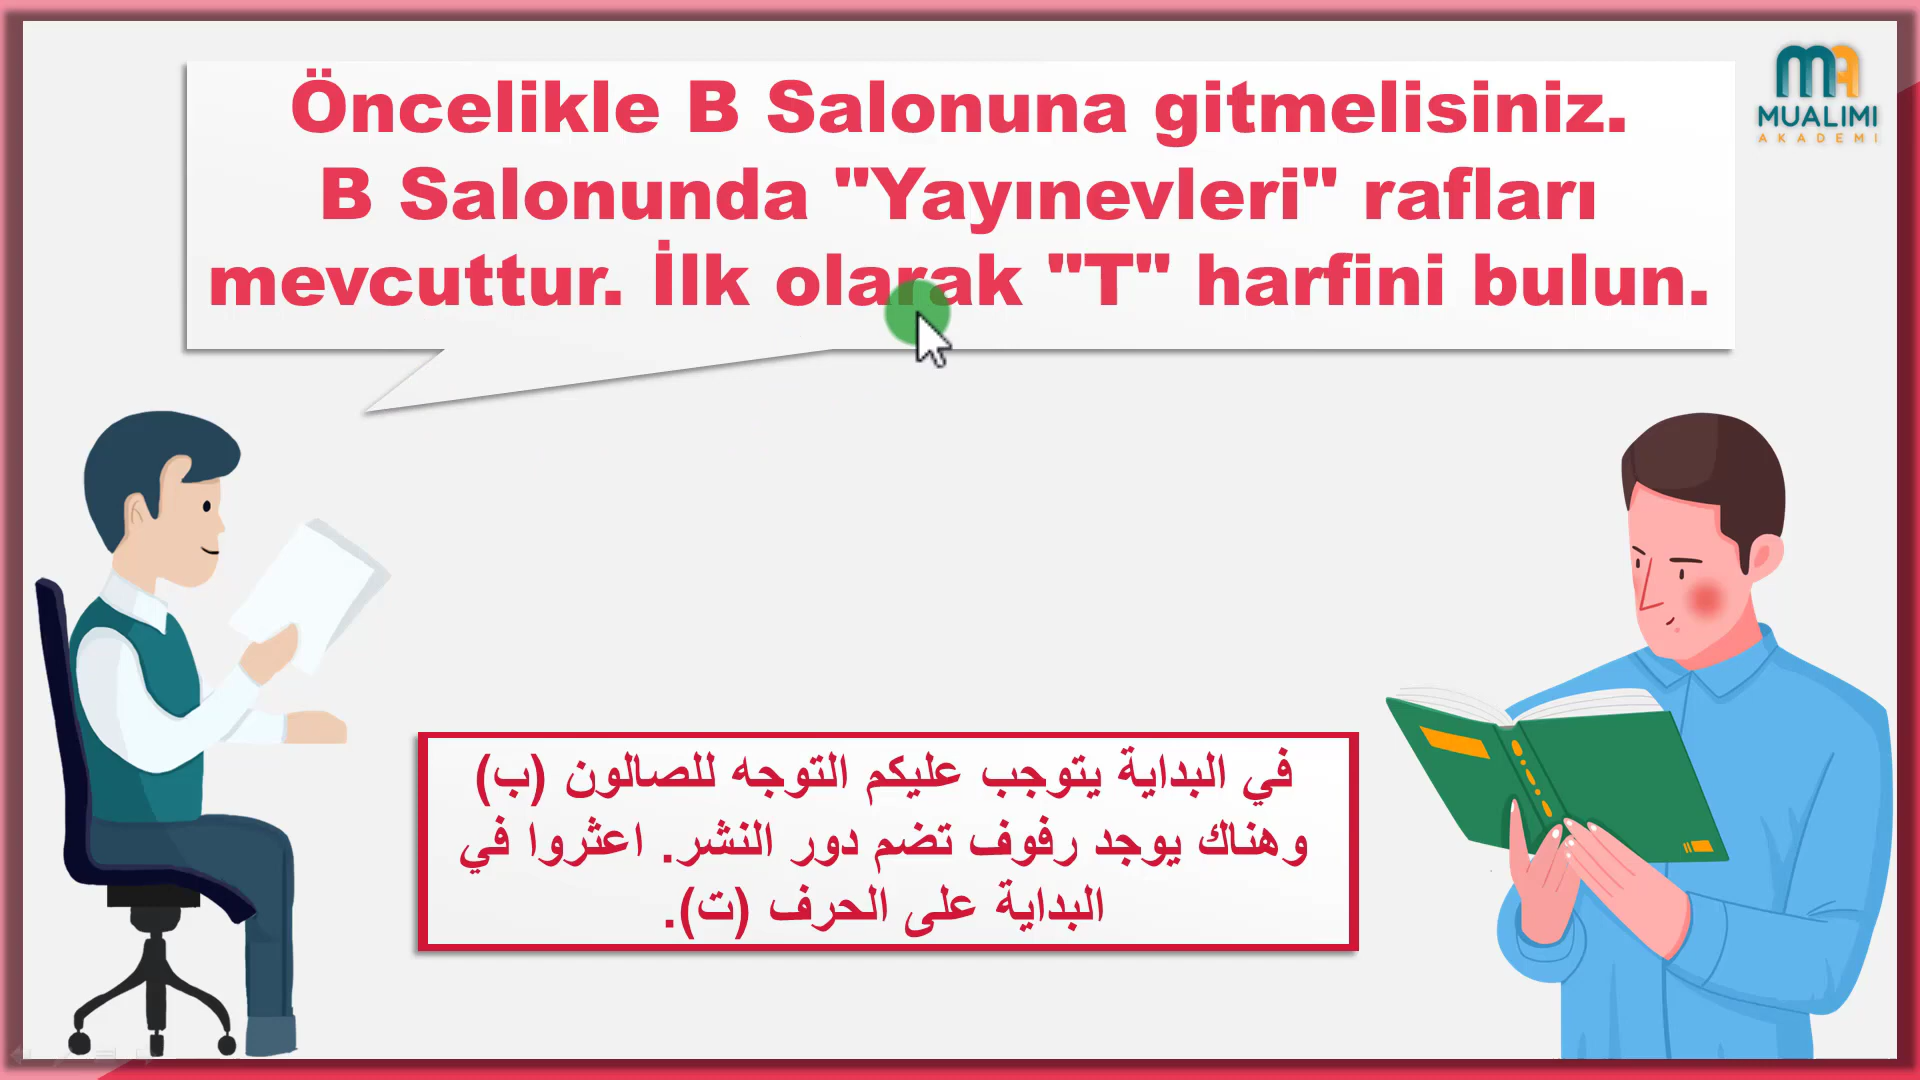 Öncelikle B Salonuna gitmelisiniz.
B Salonunda "Yayınevleri" rafları
mevcuttur. İlk olarak "T" harfini bulun.
MUALIMI
AKADEMI
في البداية يتوجب عليكم التوجه للصالون (ب)
وهناك يوجد رفوف تضم دور النشر. اعثروا في
البداية على الحرف (ت).